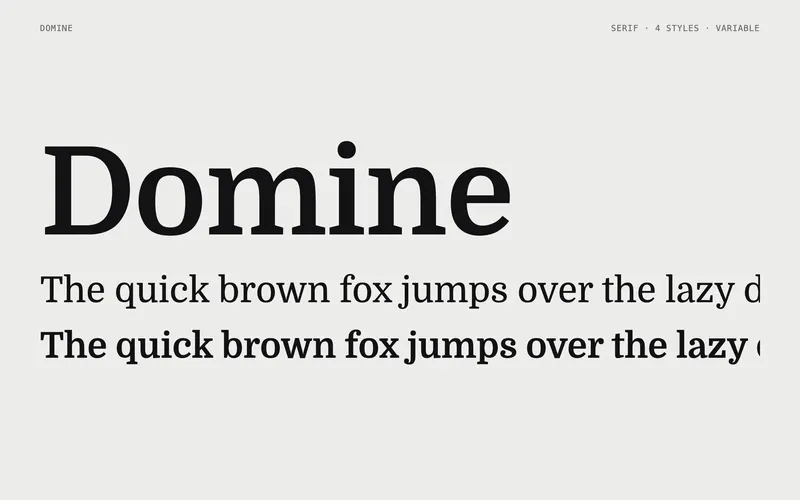 DOMINE
SERIF · 4 STYLES · VARIABLE
Domine
The quick brown fox jumps over the lazy d
The quick brown fox jumps over the lazy